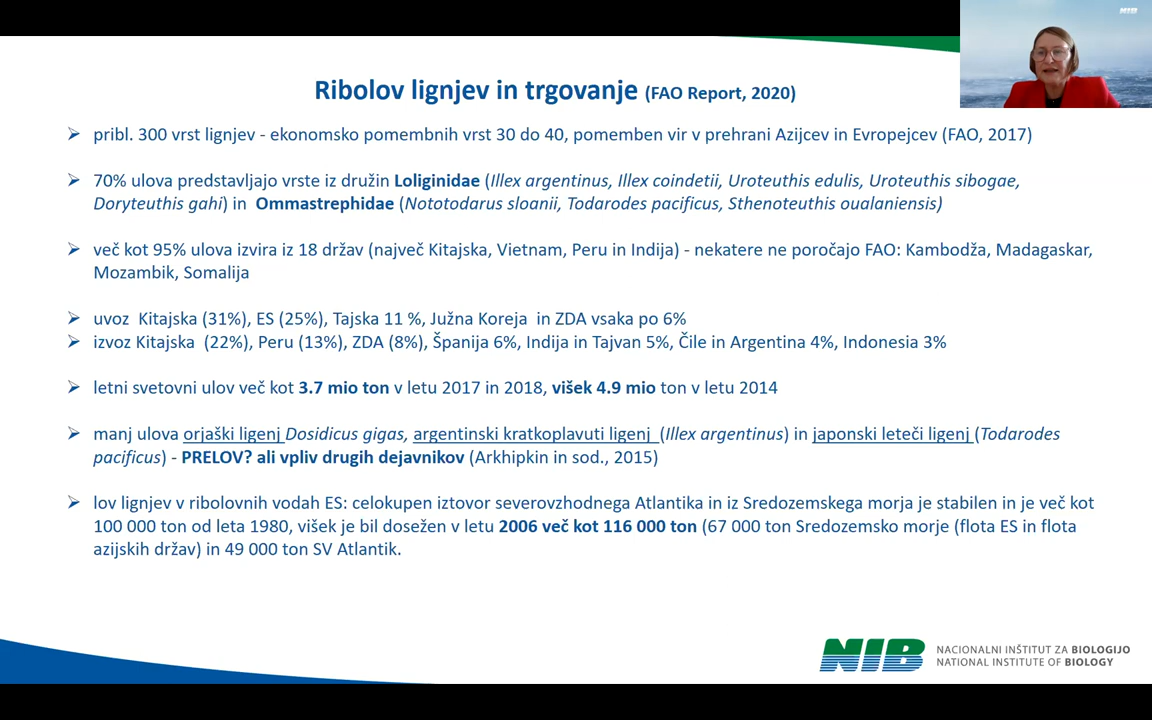 NIB
Ribolov lignjev in trgovanje (FAO Report, 2020)
➢ pribl. 300 vrst lignjev - ekonomsko pomembnih vrst 30 do 40, pomemben vir v prehrani Azijcev in Evropejcev (FAO, 2017)
➢ 70% ulova predstavljajo vrste iz družin Loliginidae (Illex argentinus, Illex coindetii, Uroteuthis edulis, Uroteuthis sibogae,
Doryteuthis gahi) in Ommastrephidae (Nototodarus sloanii, Todarodes pacificus, Sthenoteuthis oualaniensis)
➢ več kot 95% ulova izvira iz 18 držav (največ Kitajska, Vietnam, Peru in Indija) - nekatere ne poročajo FAO: Kambodža, Madagaskar,
Mozambik, Somalija
➢ uvoz Kitajska (31%), ES (25%), Tajska 11 %, Južna Koreja in ZDA vsaka po 6%
➢ izvoz Kitajska (22%), Peru (13%), ZDA (8%), Španija 6%, Indija in Tajvan 5%, Čile in Argentina 4%, Indonesia 3%
➢ letni svetovni ulov več kot 3.7 mio ton v letu 2017 in 2018, višek 4.9 mio ton v letu 2014
➢ manj ulova orjaški ligenj Dosidicus gigas, argentinski kratkoplavuti ligenj (Illex argentinus) in japonski leteči ligenj (Todarodes
pacificus) - PRELOV? ali vpliv drugih dejavnikov (Arkhipkin in sod., 2015)
➢ lov lignjev v ribolovnih vodah ES: celokupen iztovor severovzhodnega Atlantika in iz Sredozemskega morja je stabilen in je več kot
100 000 ton od leta 1980, višek je bil dosežen v letu 2006 več kot 116 000 ton (67 000 ton Sredozemsko morje (flota ES in flota
azijskih držav) in 49 000 ton SV Atlantik.
NIB
NACIONALNI INŠTITUT ZA BIOLOGIJO
NATIONAL INSTITUTE OF BIOLOGY